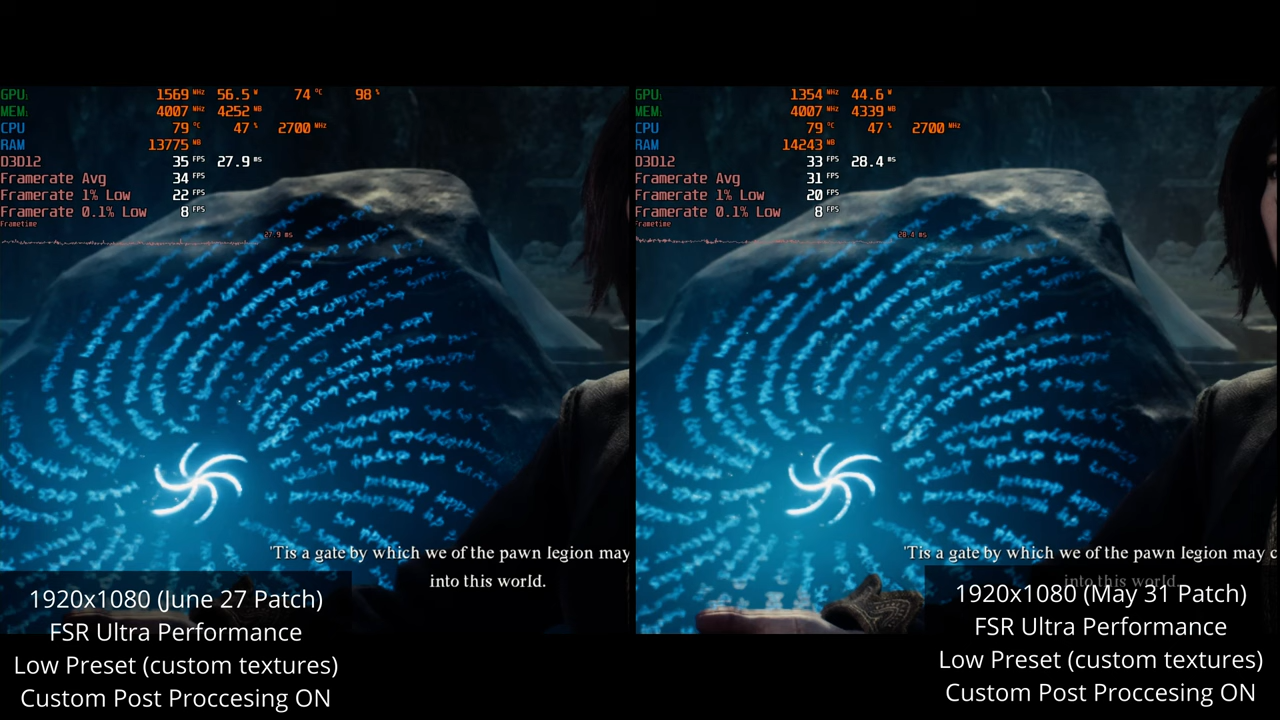 GPU 1569 MHz 56.5 W 74 °C 98 %
MEM 4007 MHz 4252 MB
CPU 79 °C 47 % 2700 MHz
RAM 13775 MB
D3D12 35 FPS 27.9 ms
Framerate Avg 34 FPS
Framerate 1% Low 22 FPS
Framerate 0.1% Low 8 FPS
Frametime
27.9 ms
'Tis a gate by which we of the pawn legion may
into this world.
1920x1080 (June 27 Patch)
FSR Ultra Performance
Low Preset (custom textures)
Custom Post Proccesing ON
GPU 1354 MHz 44.6 W
MEM 4007 MHz 4339 MB
CPU 79 °C 47 % 2700 MHz
RAM 14243 MB
D3D12 33 FPS 28.4 ms
Framerate Avg 31 FPS
Framerate 1% Low 20 FPS
Framerate 0.1% Low 8 FPS
Frametime
28.4 ms
'Tis a gate by which we of the pawn legion may c
into this world.
1920x1080 (May 31 Patch)
FSR Ultra Performance
Low Preset (custom textures)
Custom Post Proccesing ON